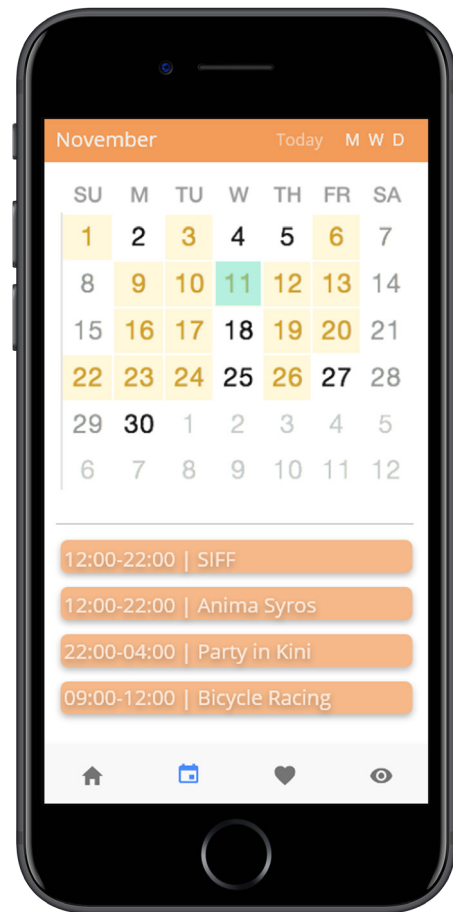 November Today M W D
SU M TU W TH FR SA
1 2 3 4 5 6 7
8 9 10 11 12 13 14
15 16 17 18 19 20 21
22 23 24 25 26 27 28
29 30 1 2 3 4 5
6 7 8 9 10 11 12
12:00-22:00 | SIFF
12:00-22:00 | Anima Syros
22:00-04:00 | Party in Kini
09:00-12:00 | Bicycle Racing